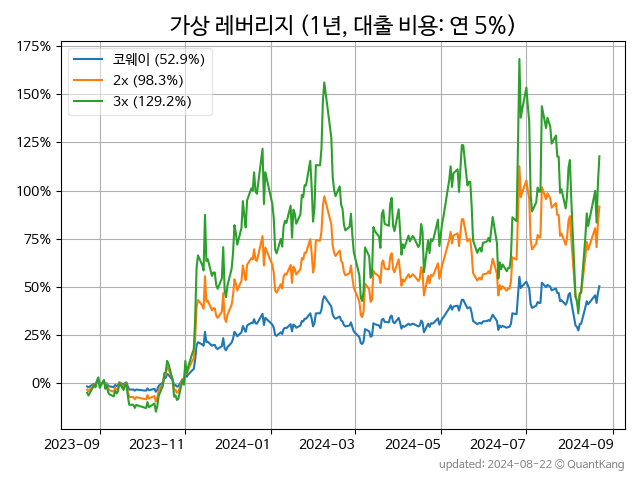 가상 레버리지 (1년, 대출 비용: 연 5%)
코웨이 (52.9%)
2x (98.3%)
3x (129.2%)
175%
150%
125%
100%
75%
50%
25%
0%
2023-09 2023-11 2024-01 2024-03 2024-05 2024-07 2024-09
updated: 2024-08-22 © QuantKang